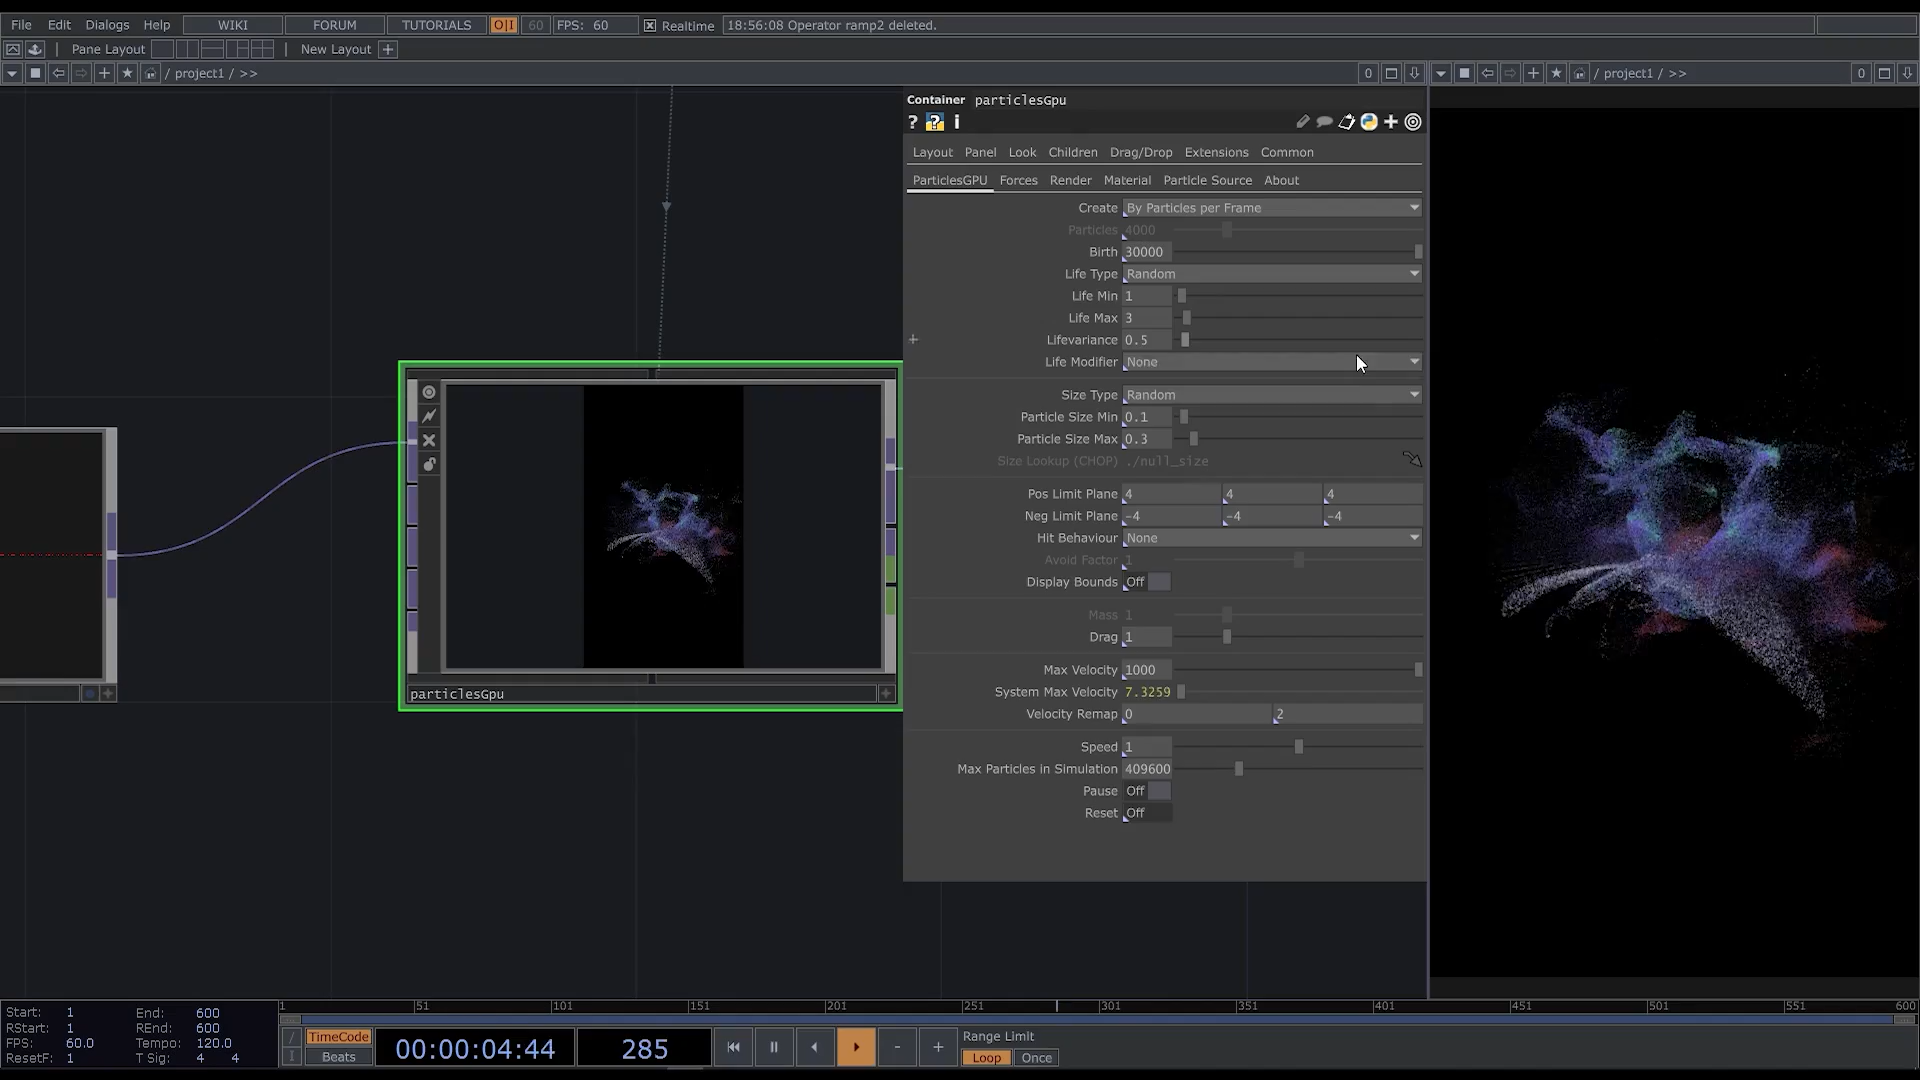 File Edit Dialogs Help WIKI FORUM TUTORIALS O|I 60 FPS: 60 Realtime 18:56:08 Operator ramp2 deleted.
Pane Layout New Layout +
/ project1 / >> 0 / project1 / >> 0
Container particlesGpu
? ? i
Layout Panel Look Children Drag/Drop Extensions Common
ParticlesGPU Forces Render Material Particle Source About
Create By Particles per Frame
Particles 4000
Birth 30000
Life Type Random
Life Min 1
Life Max 3
+ Lifevariance 0.5
Life Modifier None
Size Type Random
Particle Size Min 0.1
Particle Size Max 0.3
Size Lookup (CHOP) ./null_size
Pos Limit Plane 4 4 4
Neg Limit Plane -4 -4 -4
Hit Behaviour None
Avoid Factor 1
Display Bounds Off
Mass 1
Drag 1
Max Velocity 1000
System Max Velocity 7.3259
Velocity Remap 0 2
Speed 1
Max Particles in Simulation 409600
Pause Off
Reset Off
particlesGpu
1 51 101 151 201 251 301 351 401 451 501 551 600
Start: 1 End: 600
RStart: 1 REnd: 600
FPS: 60.0 Tempo: 120.0
ResetF: 1 T Sig: 4 4
TimeCode
Beats
00:00:04:44 285 - +
Range Limit
Loop Once